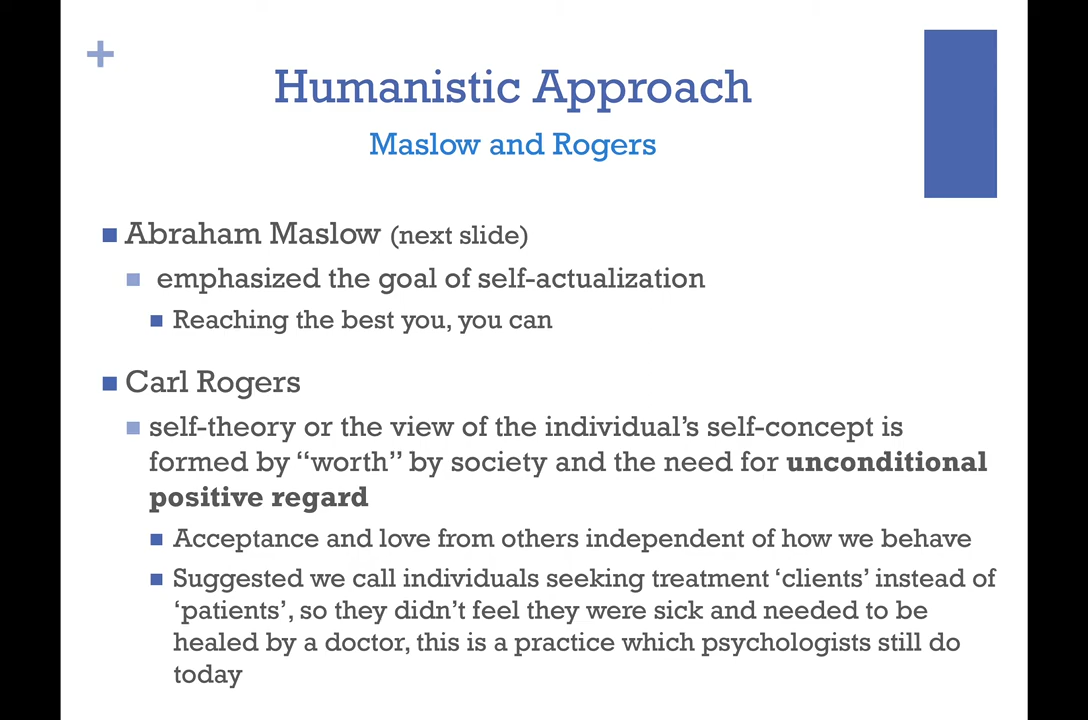 +
Humanistic Approach
Maslow and Rogers
Abraham Maslow (next slide)
emphasized the goal of self-actualization
Reaching the best you, you can
Carl Rogers
self-theory or the view of the individual’s self-concept is
formed by “worth” by society and the need for unconditional
positive regard
Acceptance and love from others independent of how we behave
Suggested we call individuals seeking treatment ‘clients’ instead of
‘patients’, so they didn’t feel they were sick and needed to be
healed by a doctor, this is a practice which psychologists still do
today